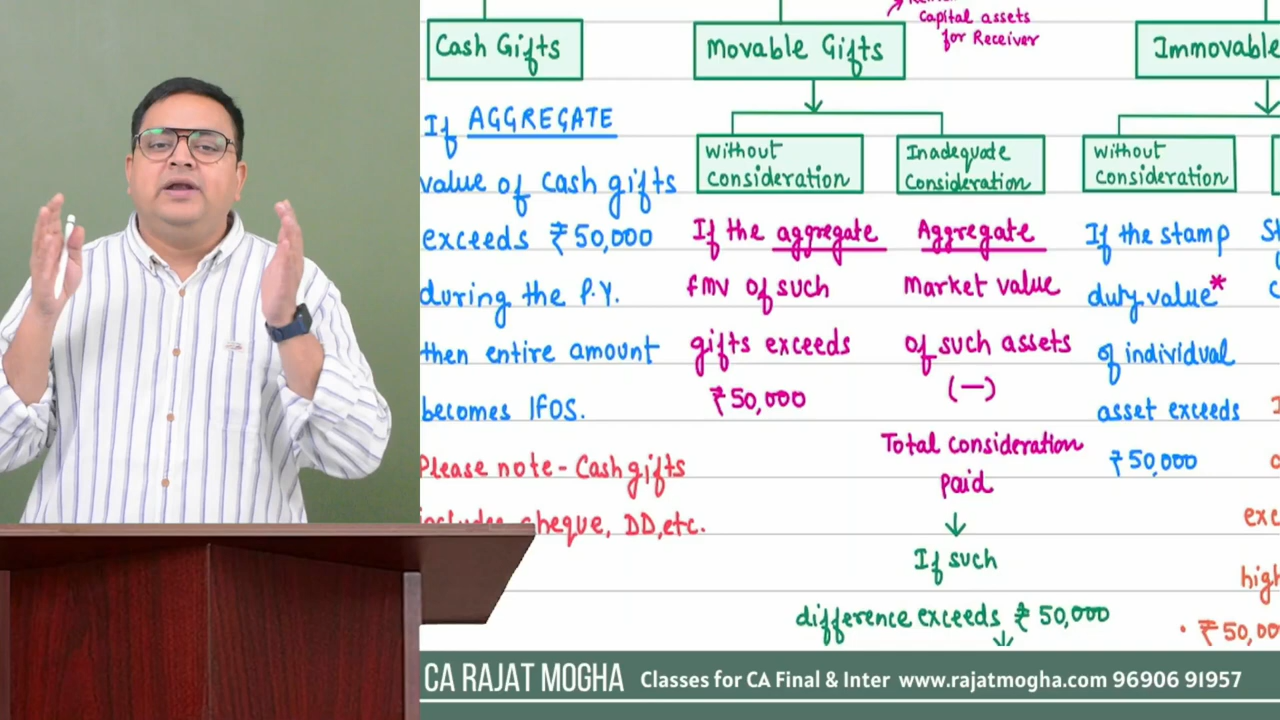 Capital assets
for Receiver
Cash Gifts
Movable Gifts
Immovable
If AGGREGATE
value of cash gifts
exceeds ₹50,000
during the P.Y.
then entire amount
becomes IFOS.
Please note - Cash gifts
includes cheque, DD, etc.
Without
consideration
If the aggregate
FMV of such
gifts exceeds
₹50,000
Inadequate
Consideration
Aggregate
Market value
of such assets
(—)
Total consideration
paid
If such
difference exceeds ₹50,000
Without
consideration
If the stamp
duty value*
of individual
asset exceeds
₹50,000
• ₹50,00
CA RAJAT MOGHA Classes for CA Final & Inter www.rajatmogha.com 96906 91957